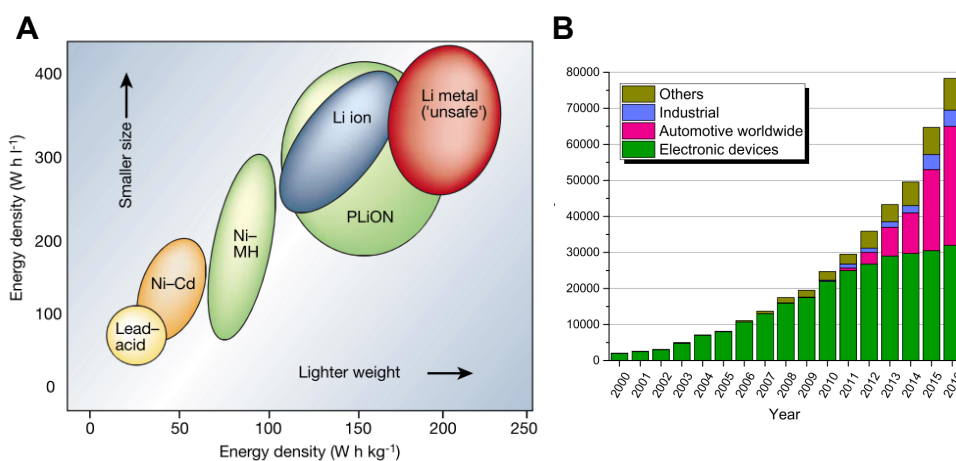 A
Energy density (W h l-1)
400
300
200
100
0
Smaller size
Li metal
('unsafe')
Li ion
PLiON
Ni–
MH
Ni–Cd
Lead–
acid
Lighter weight
0 50 100 150 200 250
Energy density (W h kg-1)
B
80000
70000
60000
50000
40000
30000
20000
10000
0
Others
Industrial
Automotive worldwide
Electronic devices
2000 2001 2002 2003 2004 2005 2006 2007 2008 2009 2010 2011 2012 2013 2014 2015
Year